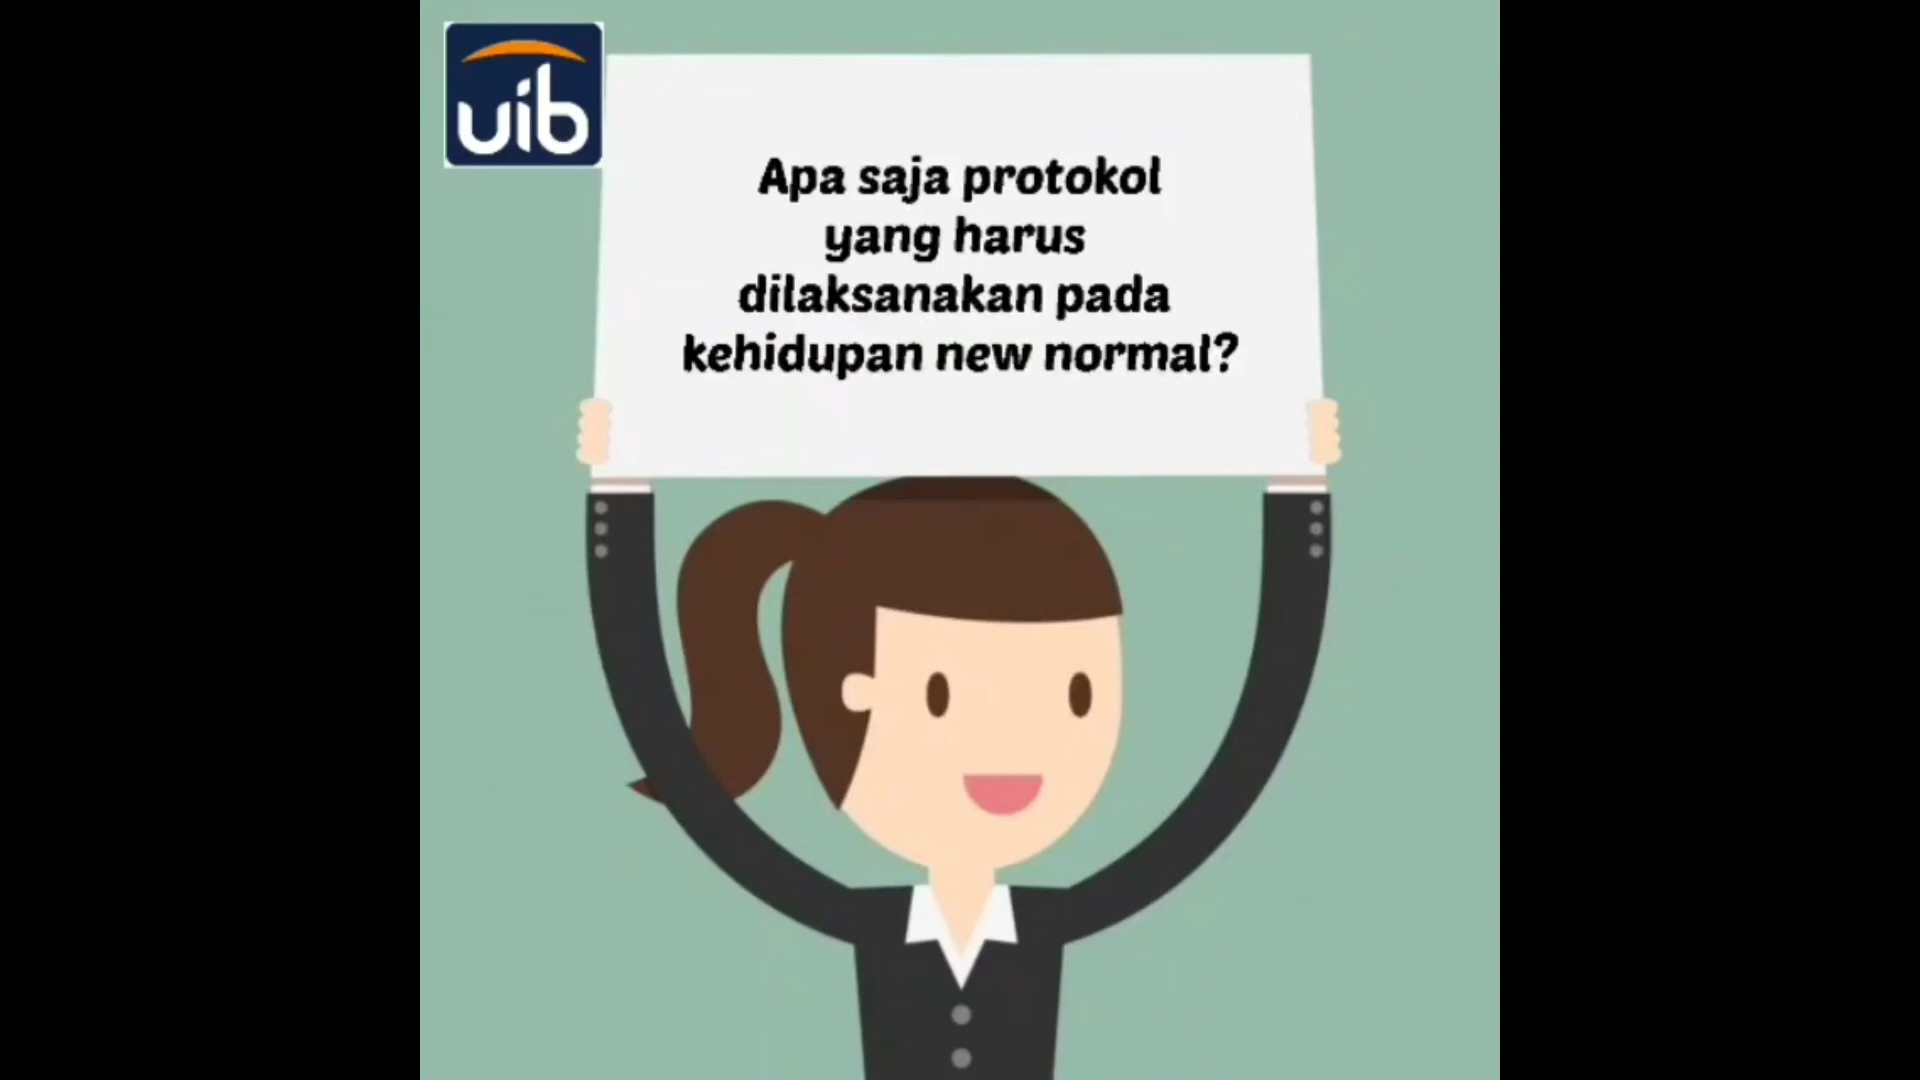 uib
Apa saja protokol
yang harus
dilaksanakan pada
kehidupan new normal?